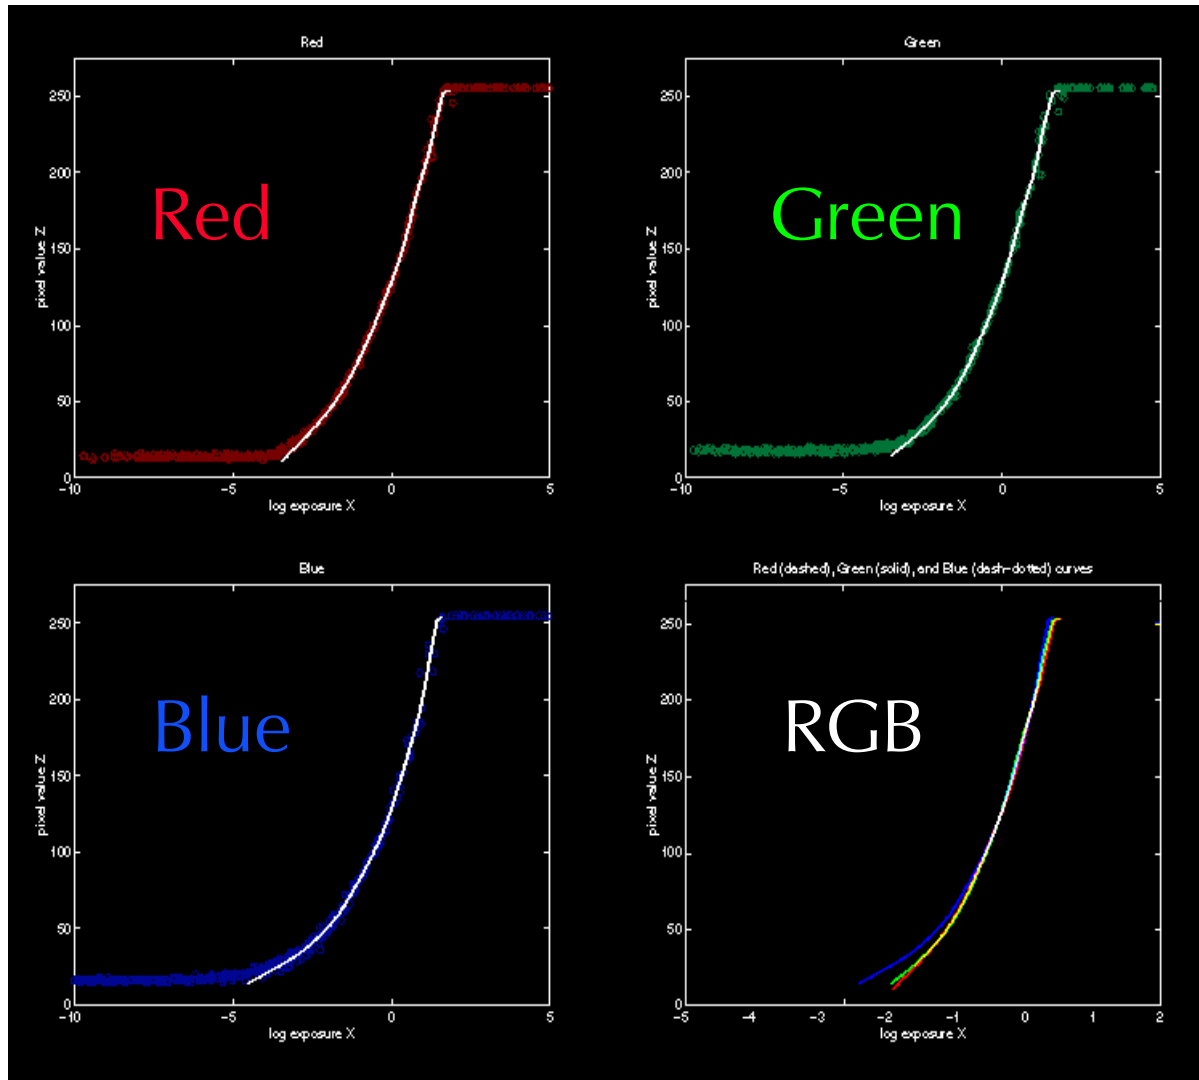 Red
250
200
150
100
50
0
pixel value Z
Red
-10
-5
0
5
log exposure X
Green
250
200
150
100
50
0
pixel value Z
Green
-10
-5
0
5
log exposure X
Blue
250
200
150
100
50
0
pixel value Z
Blue
-10
-5
0
5
log exposure X
Red (dashed), Green (solid), and Blue (dash-dotted) curves
250
200
150
100
50
0
pixel value Z
RGB
-5
-4
-3
-2
-1
0
1
2
log exposure X